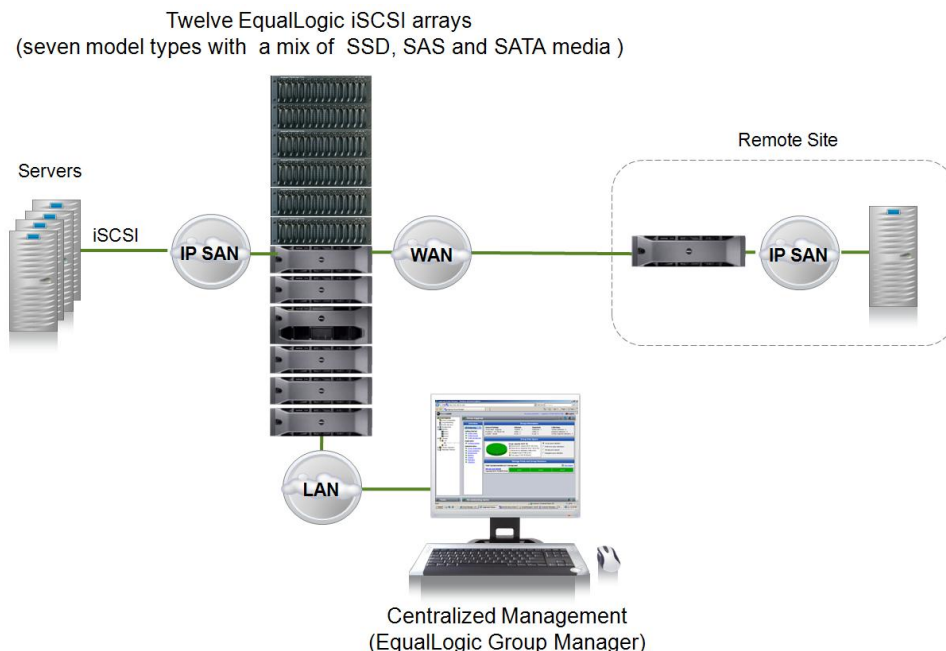 Twelve EqualLogic iSCSI arrays
(seven model types with a mix of SSD, SAS and SATA media )
Remote Site
Servers
iSCSI
IP SAN
WAN
IP SAN
LAN
Centralized Management
(EqualLogic Group Manager)